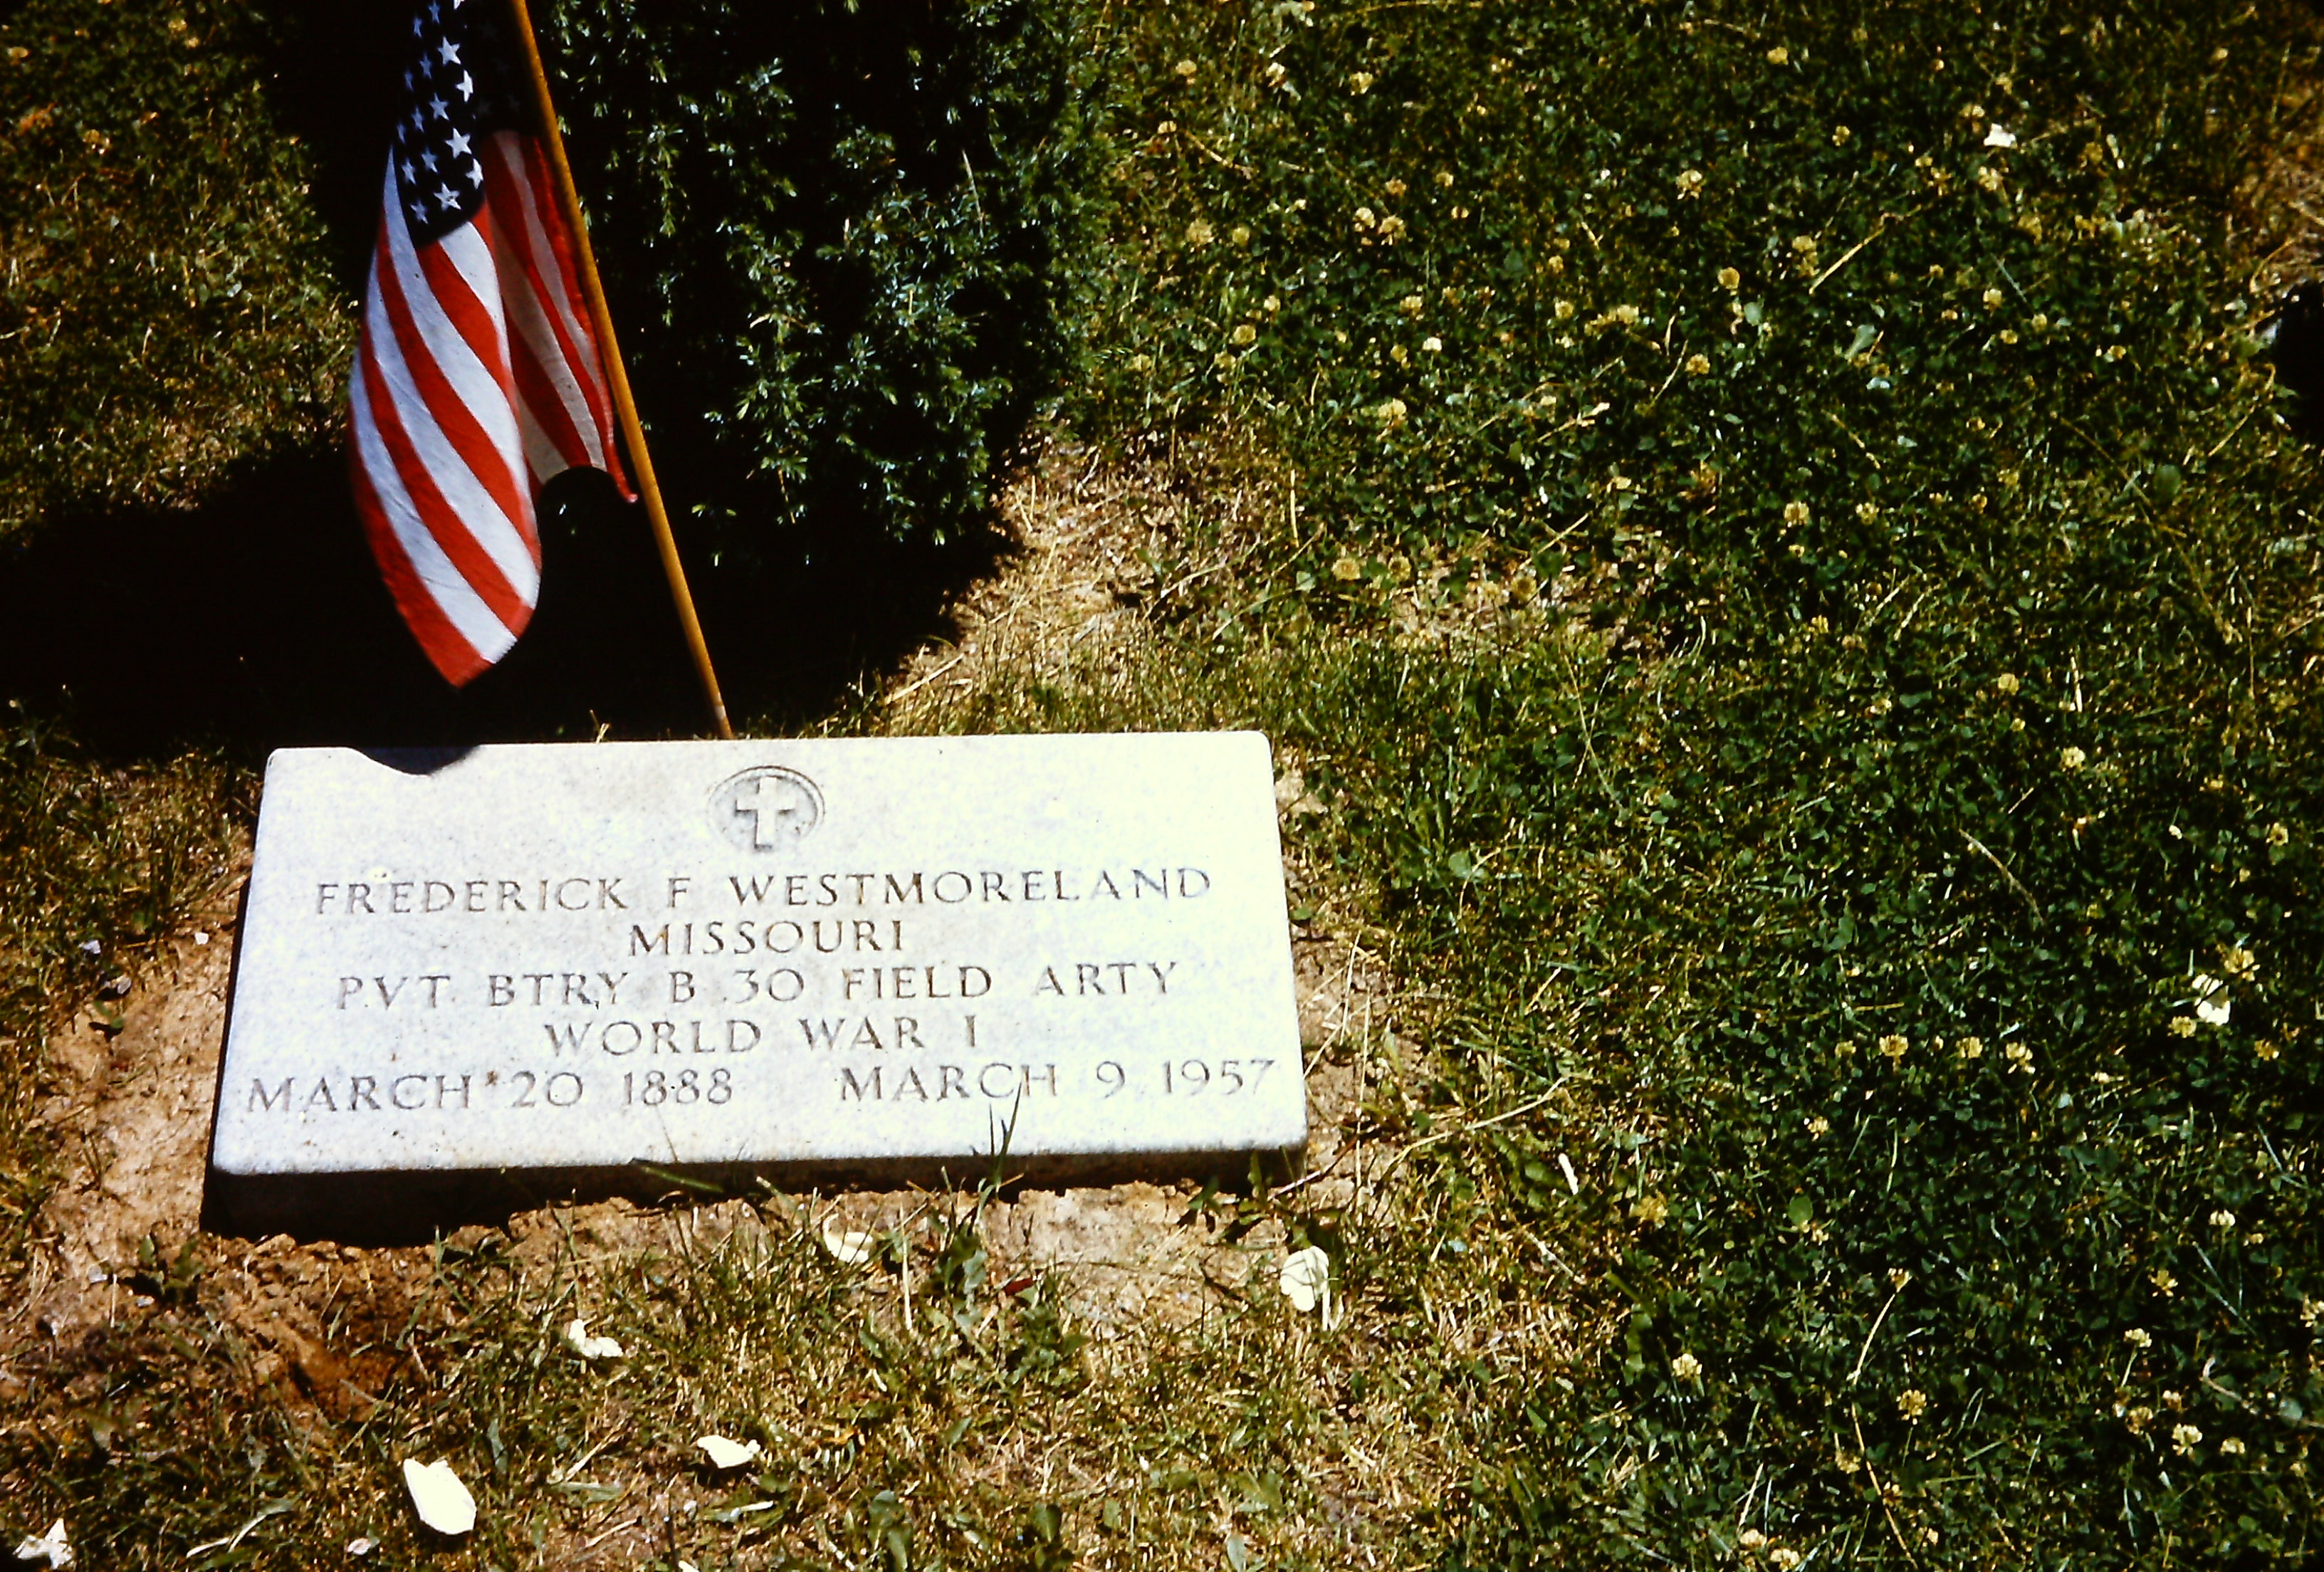 FREDERICK F WESTMORELAND
MISSOURI
PVT BTRY B 30 FIELD ARTY
WORLD WAR I
MARCH 20 1888 MARCH 9 1957